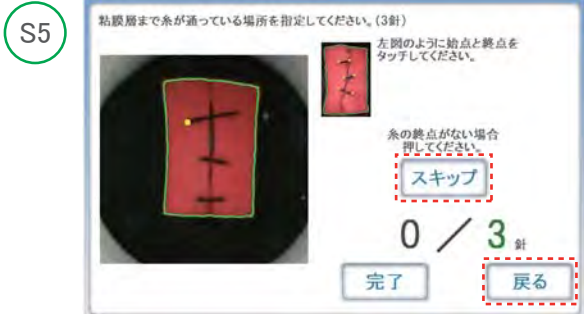 S5
粘膜層まで糸が通っている場所を指定してください。(3針)
左図のように始点と終点を
タッチしてください。
糸の終点がない場合
押してください。
スキップ
0 ／ 3 針
完了
戻る